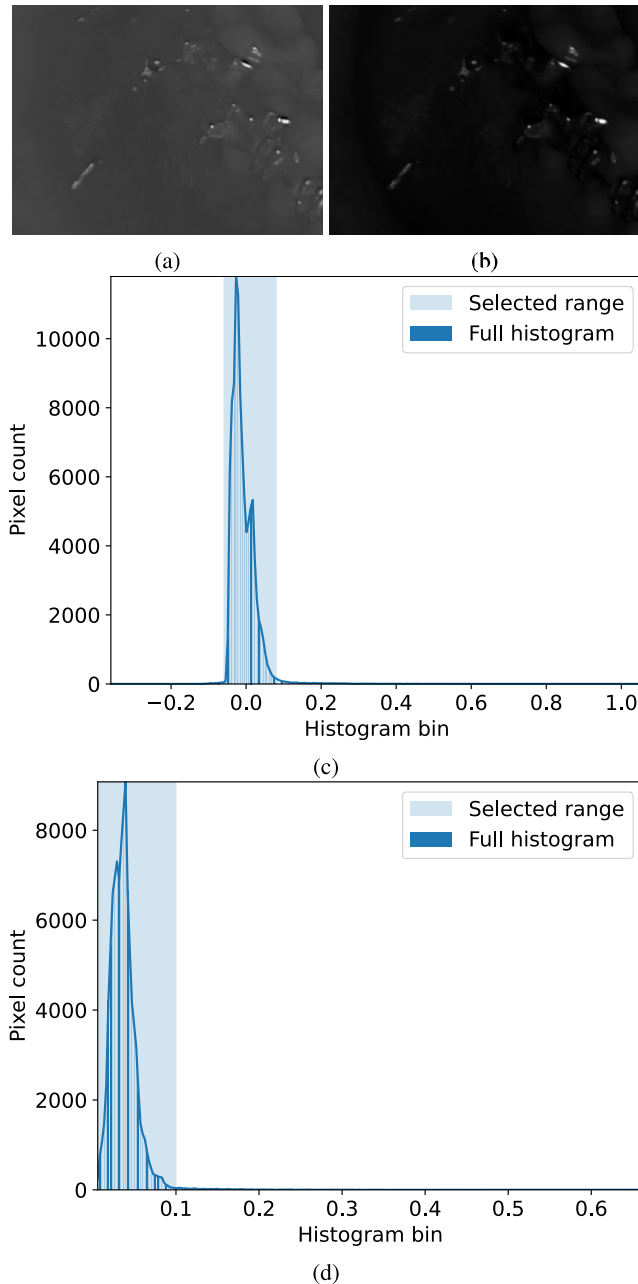 (a) (b)
Selected range
Full histogram
10000
8000
6000
4000
2000
0
Pixel count
−0.2 0.0 0.2 0.4 0.6 0.8 1.0
Histogram bin
(c)
Selected range
Full histogram
8000
6000
4000
2000
0
Pixel count
0.1 0.2 0.3 0.4 0.5 0.6
Histogram bin
(d)